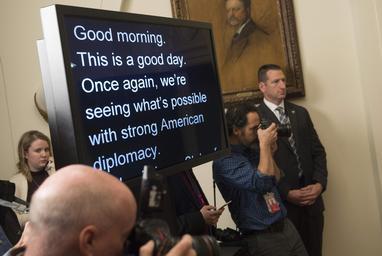 Good morning.
This is a good day.
Once again, we're
seeing what's possible
with strong American
diplomacy.